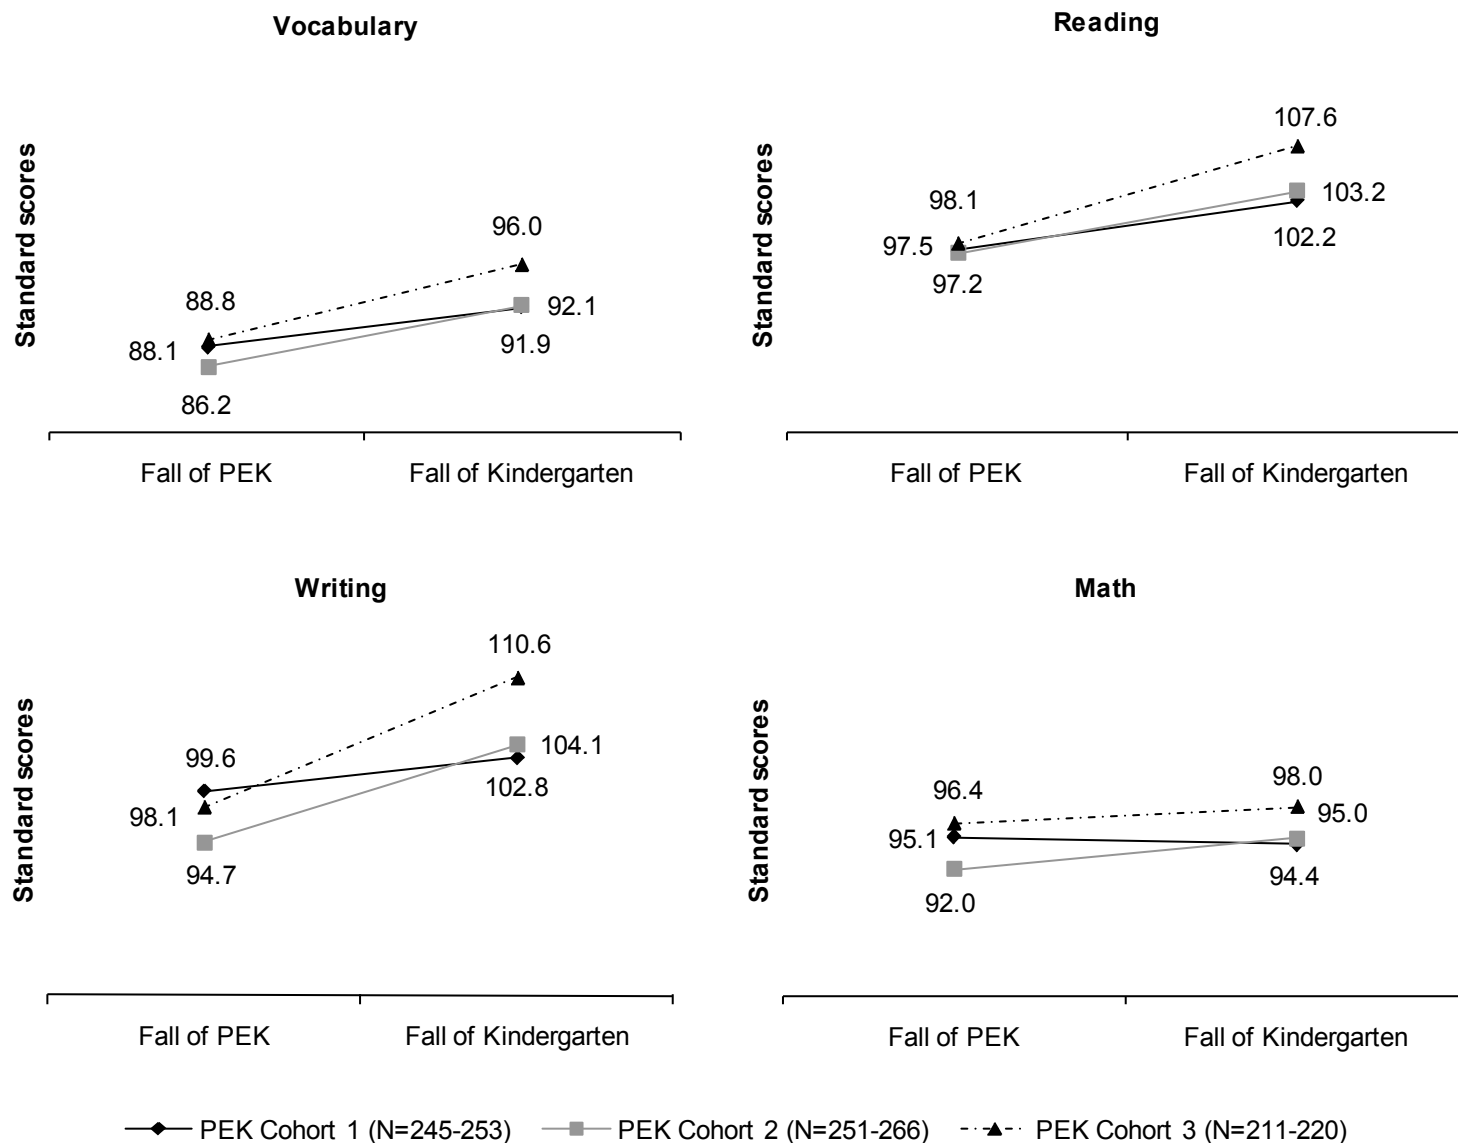 Vocabulary
Standard scores
88.8
88.1
86.2
96.0
92.1
91.9
Fall of PEK
Fall of Kindergarten
Reading
Standard scores
98.1
97.5
97.2
107.6
103.2
102.2
Fall of PEK
Fall of Kindergarten
Writing
Standard scores
99.6
98.1
94.7
110.6
104.1
102.8
Fall of PEK
Fall of Kindergarten
Math
Standard scores
96.4
95.1
92.0
98.0
95.0
94.4
Fall of PEK
Fall of Kindergarten
PEK Cohort 1 (N=245-253)
PEK Cohort 2 (N=251-266)
PEK Cohort 3 (N=211-220)